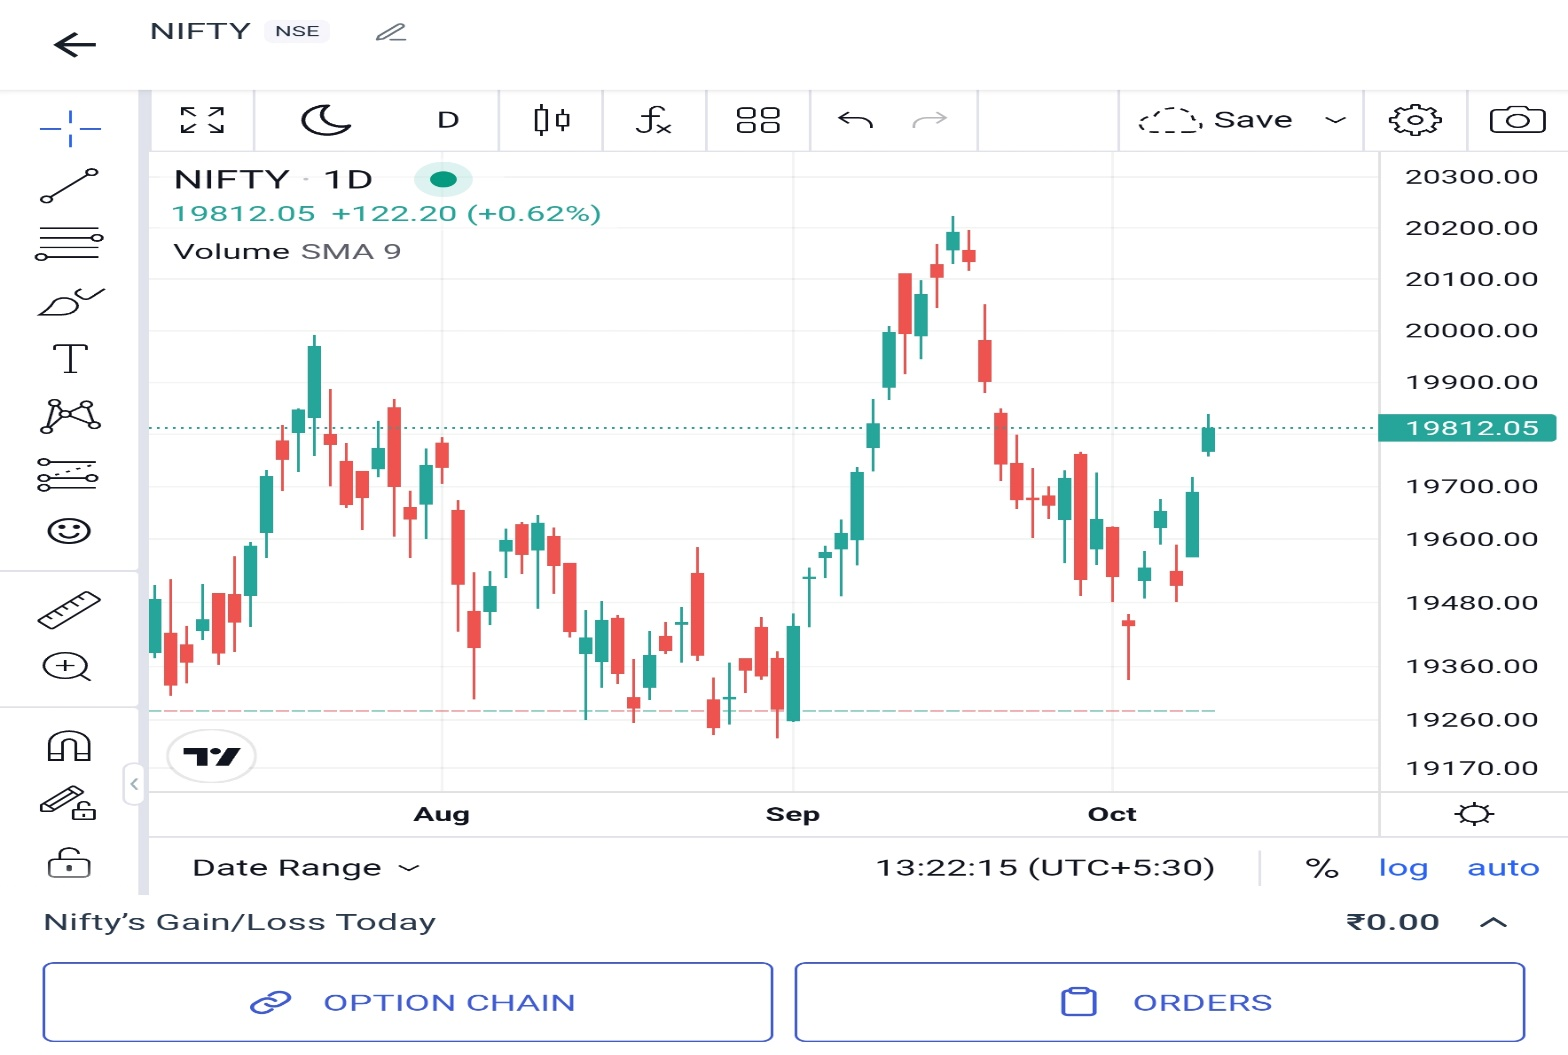 NIFTY NSE
D Save
NIFTY · 1D
19812.05 +122.20 (+0.62%)
Volume SMA 9
20300.00
20200.00
20100.00
20000.00
19900.00
19812.05
19700.00
19600.00
19480.00
19360.00
19260.00
19170.00
Aug Sep Oct
Date Range 13:22:15 (UTC+5:30) % log auto
Nifty’s Gain/Loss Today ₹0.00
OPTION CHAIN ORDERS